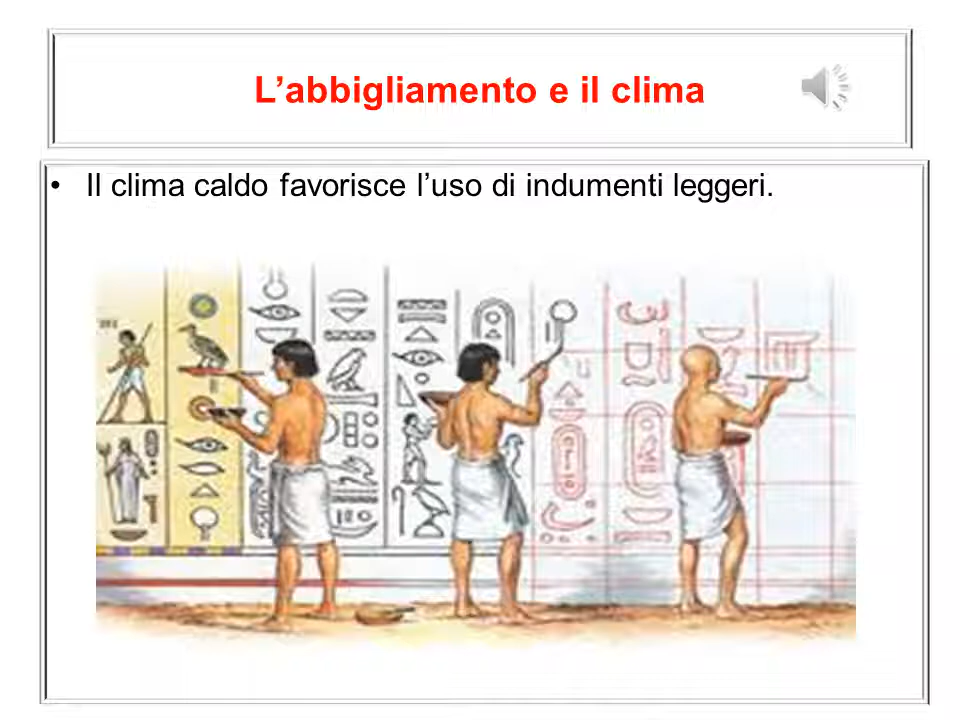 L’abbigliamento e il clima
• Il clima caldo favorisce l’uso di indumenti leggeri.